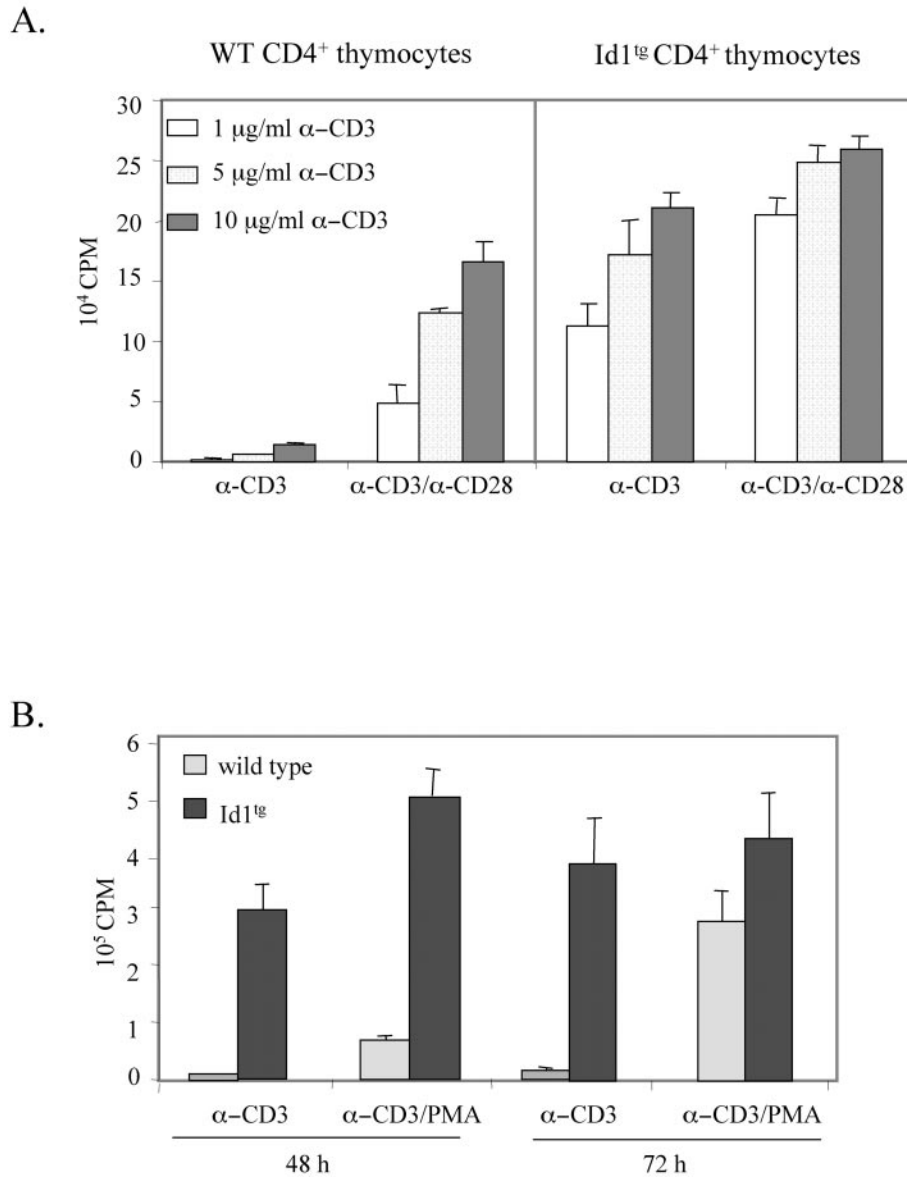 A.
WT CD4⁺ thymocytes
Id1ᵗᵍ CD4⁺ thymocytes
30
25
20
15
10
5
0
10⁴ CPM
1 μg/ml α–CD3
5 μg/ml α–CD3
10 μg/ml α–CD3
α-CD3
α-CD3/α-CD28
α-CD3
α-CD3/α-CD28
B.
6
5
4
3
2
1
0
10⁵ CPM
wild type
Id1ᵗᵍ
α–CD3
α–CD3/PMA
α–CD3
α–CD3/PMA
48 h
72 h